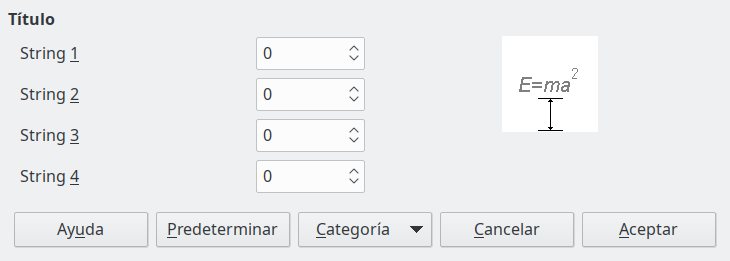 Título
String 1 0
String 2 0
E=ma²
String 3 0
String 4 0
Ayuda Predeterminar Categoría Cancelar Aceptar